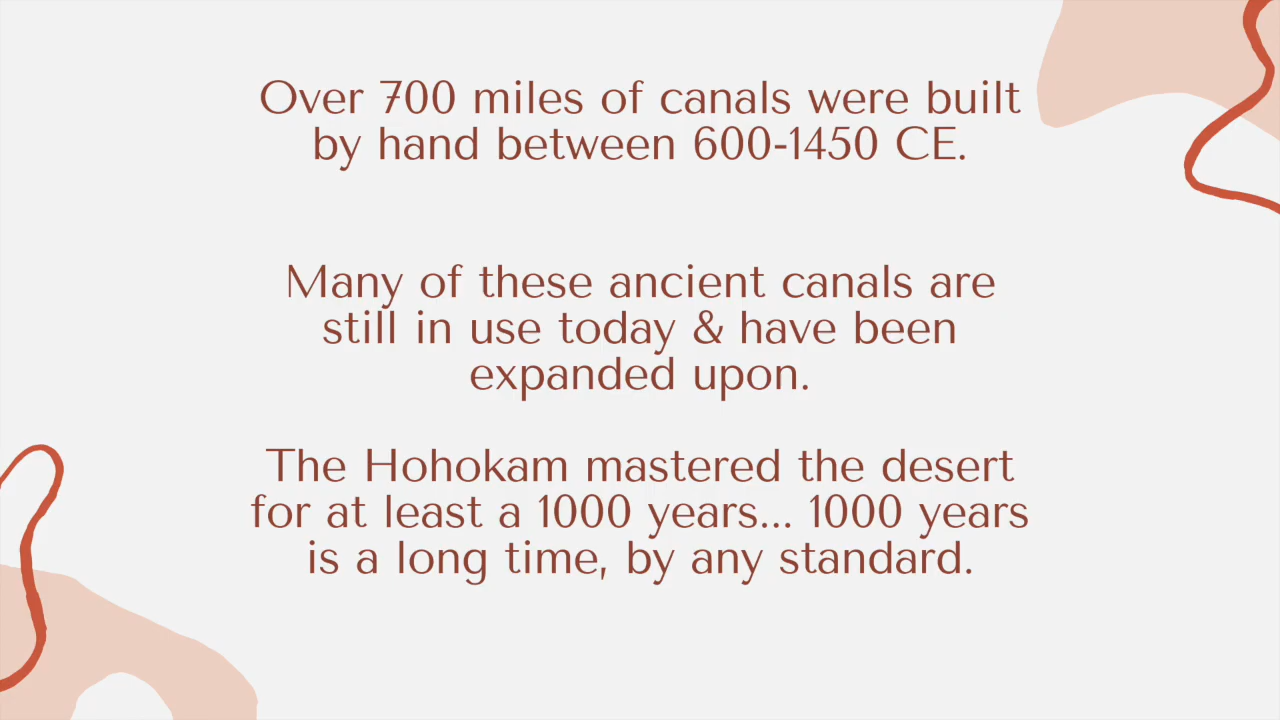 Over 700 miles of canals were built
by hand between 600-1450 CE.
Many of these ancient canals are
still in use today & have been
expanded upon.
The Hohokam mastered the desert
for at least a 1000 years... 1000 years
is a long time, by any standard.